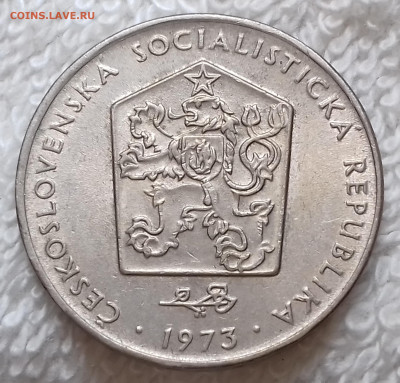 COINS.LAVE.RU
ČESKOSLOVENSKÁ SOCIALISTICKÁ REPUBLIKA
· 1973 ·